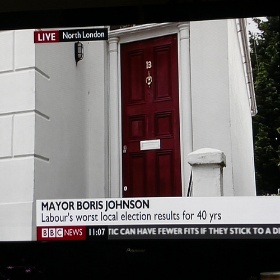 LIVE North London
13
MAYOR BORIS JOHNSON
Labour's worst local election results for 40 yrs
BBC NEWS 11:07 TIC CAN HAVE FEWER FITS IF THEY STICK TO A DI